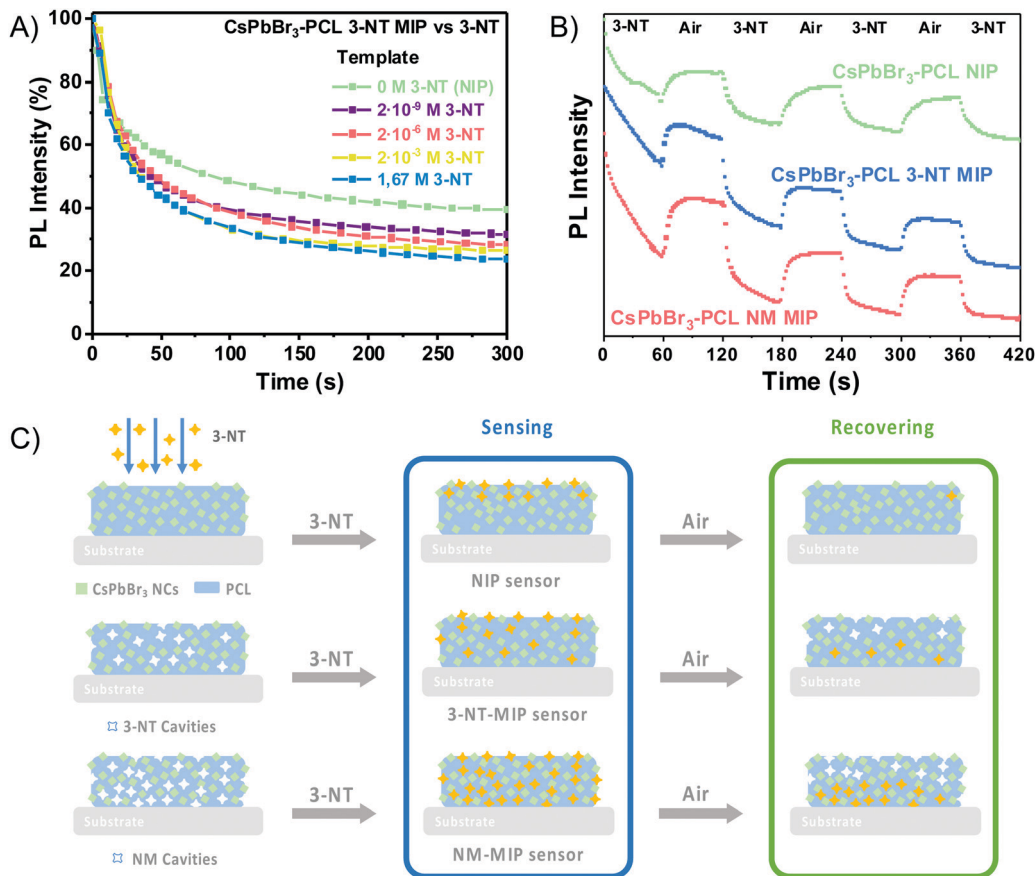 A)
CsPbBr₃-PCL 3-NT MIP vs 3-NT
Template
0 M 3-NT (NIP)
2·10⁻⁹ M 3-NT
2·10⁻⁶ M 3-NT
2·10⁻³ M 3-NT
1,67 M 3-NT
PL Intensity (%)
100
80
60
40
20
0
0 50 100 150 200 250 300
Time (s)
B)
3-NT Air 3-NT Air 3-NT Air 3-NT
CsPbBr₃-PCL NIP
CsPbBr₃-PCL 3-NT MIP
CsPbBr₃-PCL NM MIP
PL Intensity
0 60 120 180 240 300 360 420
Time (s)
C)
3-NT
Sensing
Recovering
3-NT
Air
Substrate
Substrate
Substrate
NIP sensor
CsPbBr₃ NCs PCL
3-NT
Air
Substrate
Substrate
Substrate
3-NT Cavities
3-NT-MIP sensor
3-NT
Air
Substrate
Substrate
Substrate
NM Cavities
NM-MIP sensor